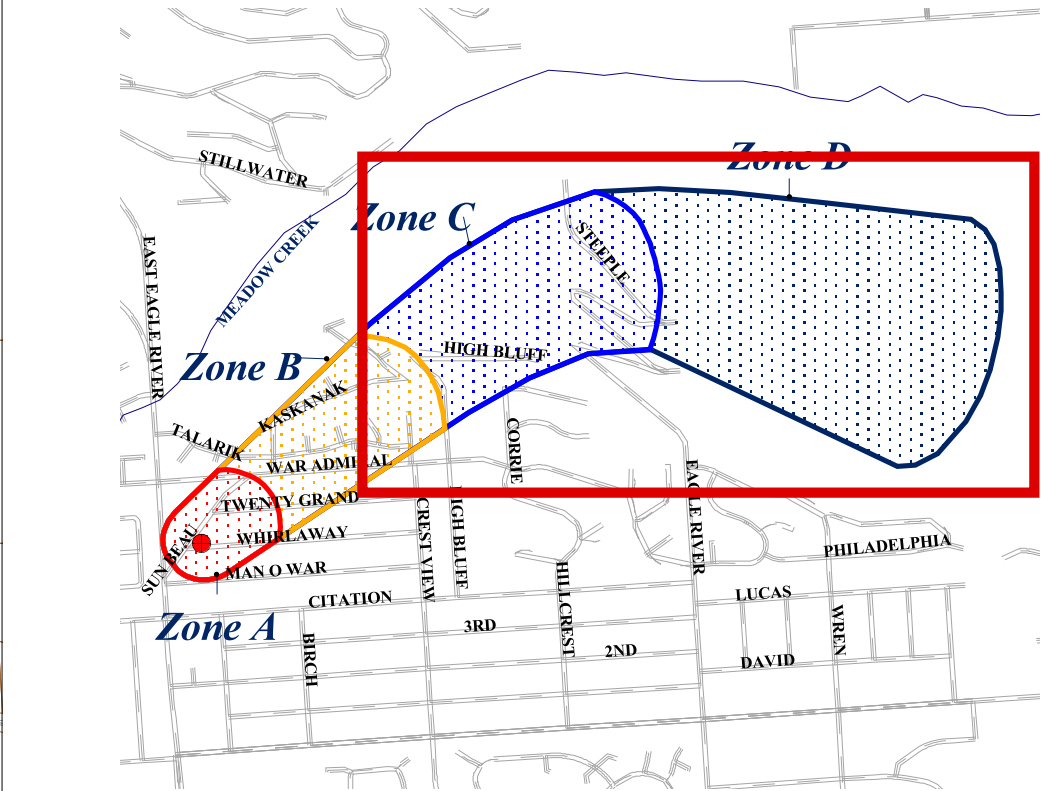 Zone D
STILLWATER
Zone C
EAST EAGLE RIVER
MEADOW CREEK
STEEPLE
HIGH BLUFF
Zone B
KASKANAK
TALARIK
CORRIE
WAR ADMIRAL
EAGLE RIVER
TWENTY GRAND
CREST VIEW
HIGH BLUFF
WHIRLAWAY
SUN BEAU
PHILADELPHIA
MAN O WAR
HILLCREST
CITATION
LUCAS
Zone A
3RD
WREN
BIRCH
2ND
DAVID